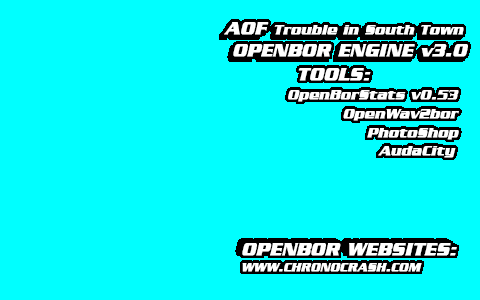 AOF Trouble in South Town
OPENBOR ENGINE v3.0
TOOLS:
OpenBorStats v0.53
OpenWav2bor
PhotoShop
AudaCity
OPENBOR WEBSITES:
WWW.CHRONOCRASH.COM